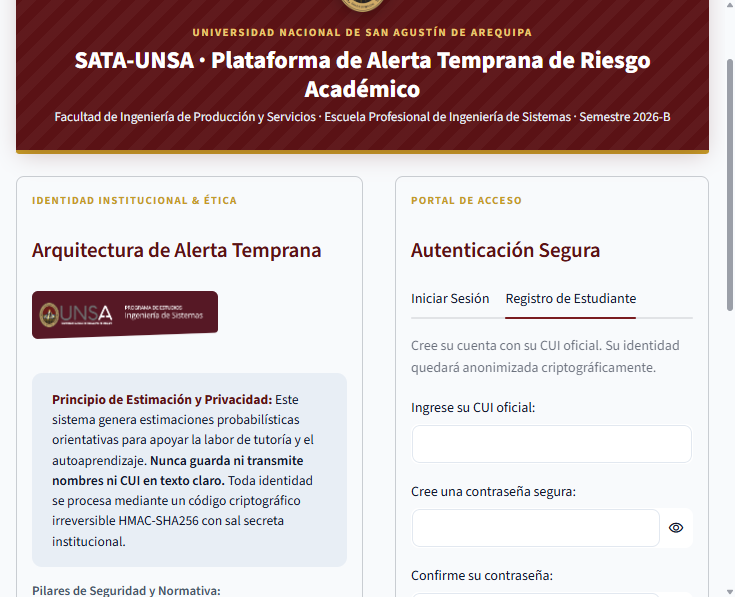 UNIVERSIDAD NACIONAL DE SAN AGUSTÍN DE AREQUIPA
SATA-UNSA · Plataforma de Alerta Temprana de Riesgo
Académico
Facultad de Ingeniería de Producción y Servicios · Escuela Profesional de Ingeniería de Sistemas · Semestre 2026-B
IDENTIDAD INSTITUCIONAL & ÉTICA
Arquitectura de Alerta Temprana
UNSA
PROGRAMA DE ESTUDIOS
Ingeniería de Sistemas
Principio de Estimación y Privacidad: Este
sistema genera estimaciones probabilísticas
orientativas para apoyar la labor de tutoría y el
autoaprendizaje. Nunca guarda ni transmite
nombres ni CUI en texto claro. Toda identidad
se procesa mediante un código criptográfico
irreversible HMAC-SHA256 con sal secreta
institucional.
Pilares de Seguridad y Normativa:
PORTAL DE ACCESO
Autenticación Segura
Iniciar Sesión
Registro de Estudiante
Cree su cuenta con su CUI oficial. Su identidad
quedará anonimizada criptográficamente.
Ingrese su CUI oficial:
Cree una contraseña segura:
Confirme su contraseña: